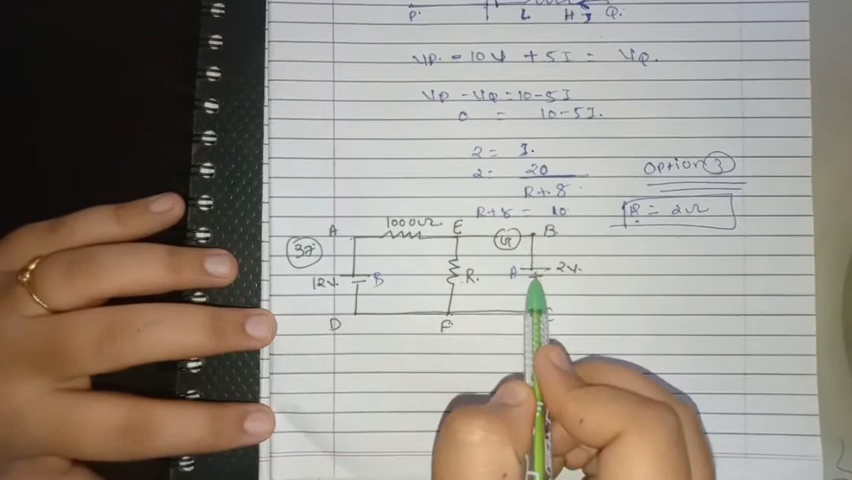 P. L H I Q.
VP - 10V + 5I = VQ.
VP - VQ = 10 - 5I
0 = 10 - 5I.
2 = I.
2 = 20
R + 8
Option 3
R + 8 = 10
R = 2Ω
37
A 1000Ω E G B.
12V. B R. A 2V.
D F.